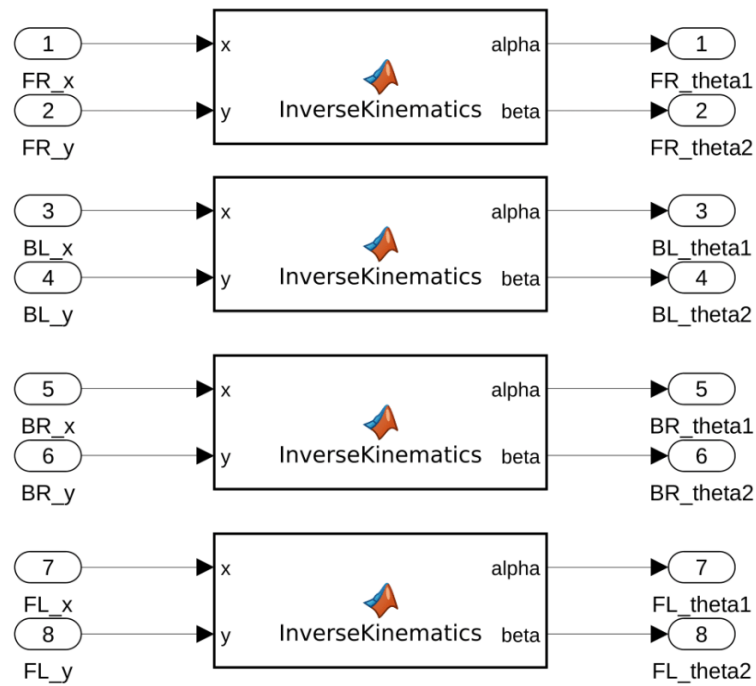 1 x alpha 1
FR_x FR_theta1
2 y InverseKinematics beta 2
FR_y FR_theta2
3 x alpha 3
BL_x BL_theta1
4 y InverseKinematics beta 4
BL_y BL_theta2
5 x alpha 5
BR_x BR_theta1
6 y InverseKinematics beta 6
BR_y BR_theta2
7 x alpha 7
FL_x FL_theta1
8 y InverseKinematics beta 8
FL_y FL_theta2